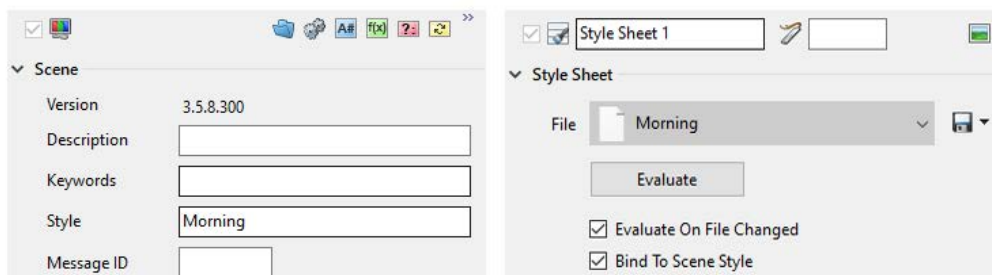 A# f(x) ?: »
Scene
Version 3.5.8.300
Description
Keywords
Style Morning
Message ID
Style Sheet 1
Style Sheet
File Morning
Evaluate
Evaluate On File Changed
Bind To Scene Style